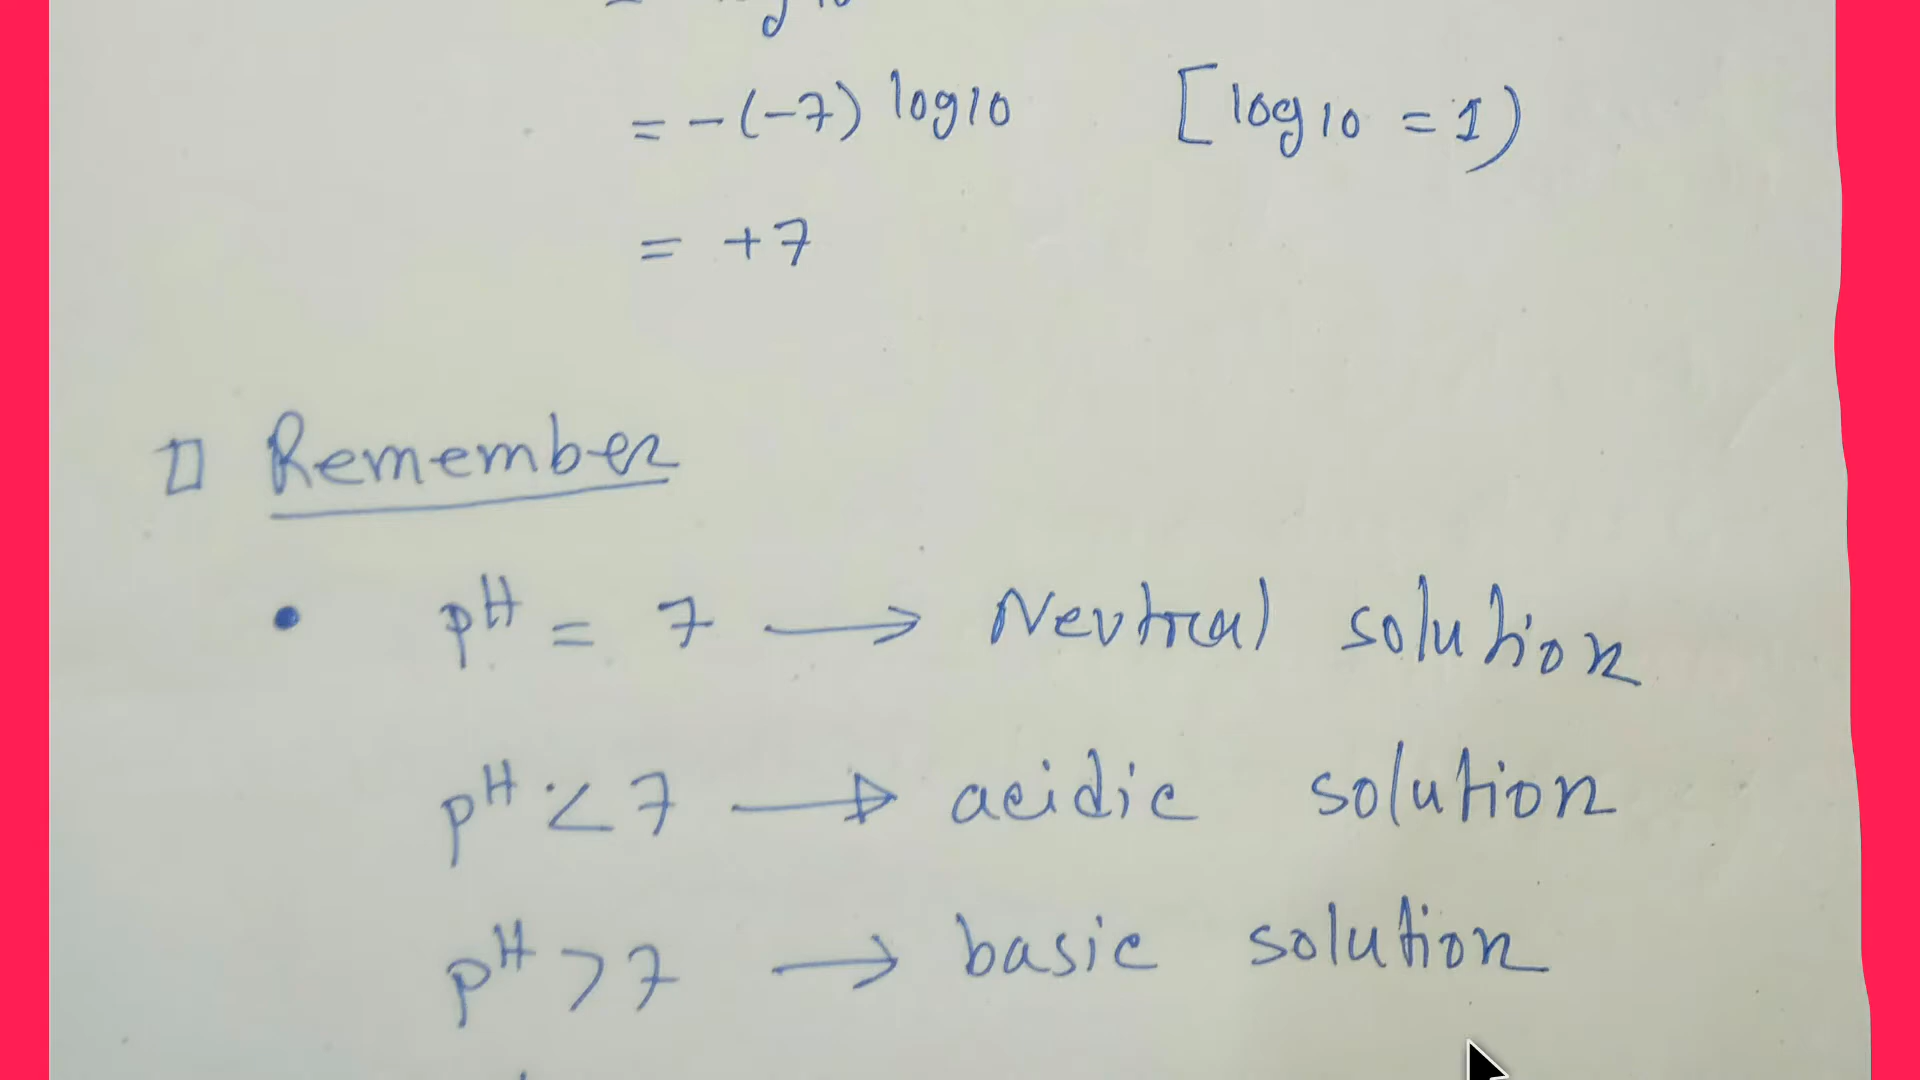 = -(-7) log10 [log10 = 1)
= +7
Remember
• pH = 7 → Neutral solution
pH < 7 → acidic solution
pH > 7 → basic solution